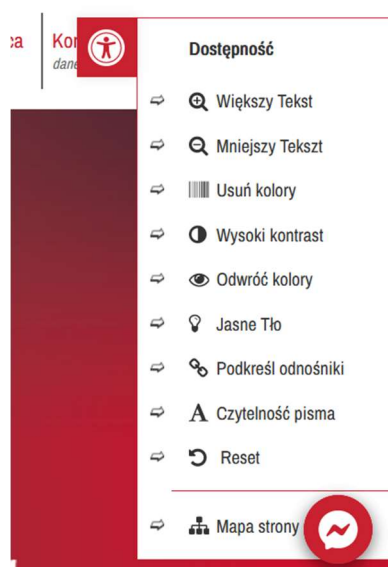 ca
Kon
dane
Dostępność
Większy Tekst
Mniejszy Tekszt
Usuń kolory
Wysoki kontrast
Odwróć kolory
Jasne Tło
Podkreśl odnośniki
A Czytelność pisma
Reset
Mapa strony